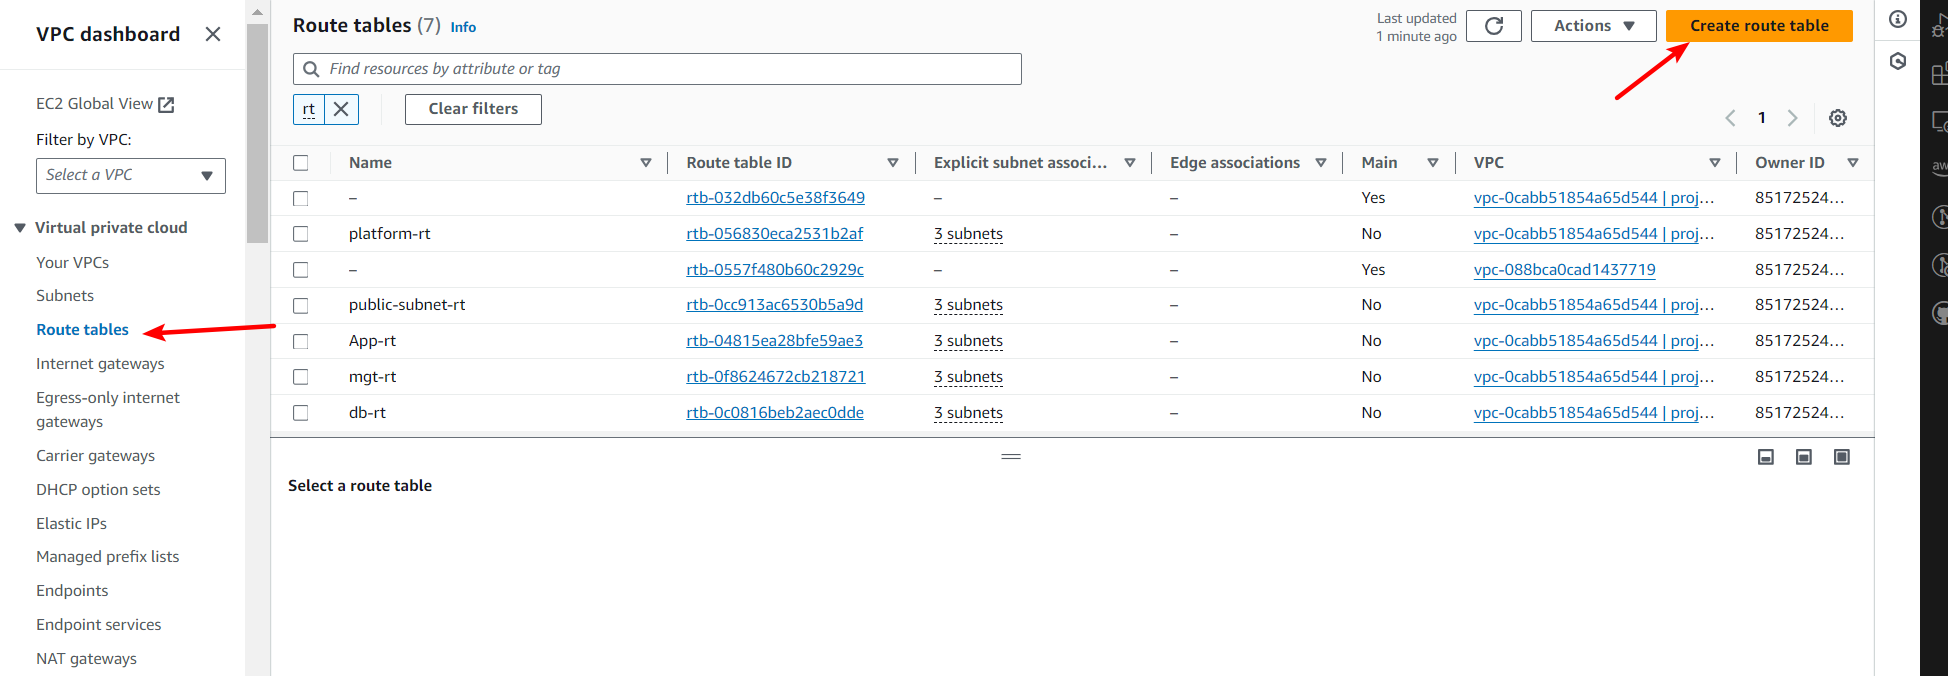 VPC dashboard
EC2 Global View
Filter by VPC:
Select a VPC
Virtual private cloud
Your VPCs
Subnets
Route tables
Internet gateways
Egress-only internet
gateways
Carrier gateways
DHCP option sets
Elastic IPs
Managed prefix lists
Endpoints
Endpoint services
NAT gateways
Route tables (7) Info
Last updated
1 minute ago
Actions
Create route table
Find resources by attribute or tag
rt
Clear filters
1
Name Route table ID Explicit subnet associ... Edge associations Main VPC Owner ID
– rtb-032db60c5e38f3649 – – Yes vpc-0cabb51854a65d544 | proj... 85172524...
platform-rt rtb-056830eca2531b2af 3 subnets – No vpc-0cabb51854a65d544 | proj... 85172524...
– rtb-0557f480b60c2929c – – Yes vpc-088bca0cad1437719 85172524...
public-subnet-rt rtb-0cc913ac6530b5a9d 3 subnets – No vpc-0cabb51854a65d544 | proj... 85172524...
App-rt rtb-04815ea28bfe59ae3 3 subnets – No vpc-0cabb51854a65d544 | proj... 85172524...
mgt-rt rtb-0f8624672cb218721 3 subnets – No vpc-0cabb51854a65d544 | proj... 85172524...
db-rt rtb-0c0816beb2aec0dde 3 subnets – No vpc-0cabb51854a65d544 | proj... 85172524...
Select a route table